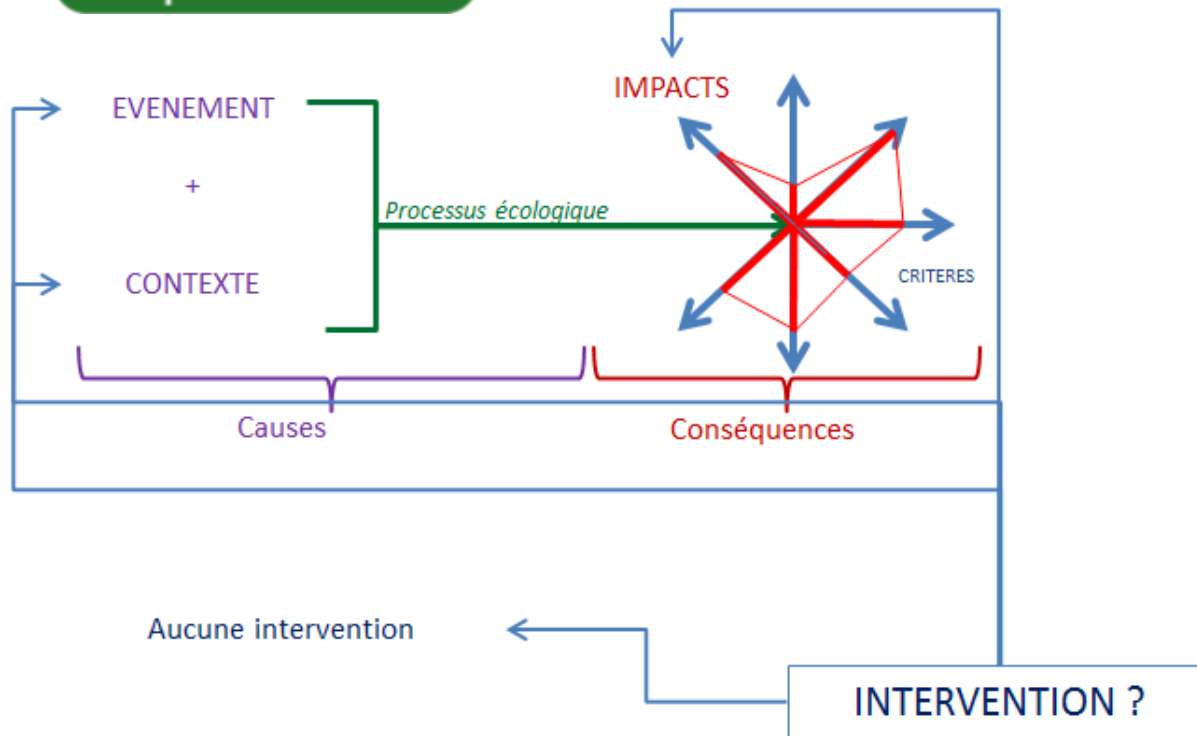 IMPACTS
EVENEMENT
+
Processus écologique
CONTEXTE
CRITERES
Causes
Conséquences
Aucune intervention
INTERVENTION ?